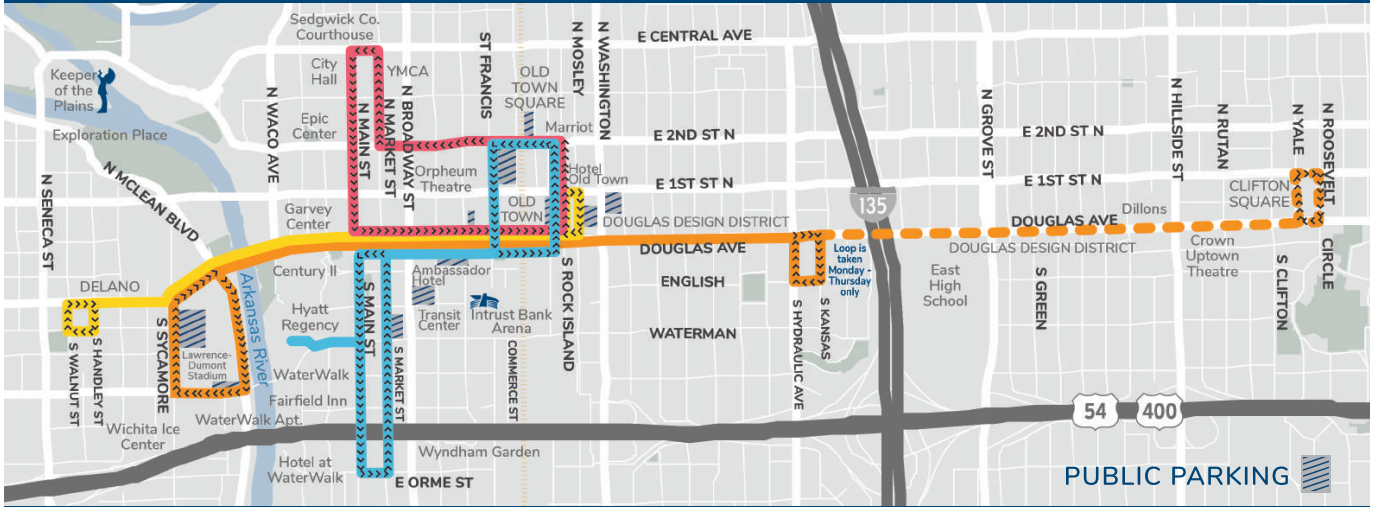 Sedgwick Co.
Courthouse
City
Hall
YMCA
Epic
Center
Keeper
of the
Plains
Exploration Place
N MCLEAN BLVD
N SENECA ST
N WACO AVE
N MAIN ST
N MARKET ST
N BROADWAY ST
ST FRANCIS
OLD
TOWN
SQUARE
Marriot
N MOSLEY
N WASHINGTON
E CENTRAL AVE
E 2ND ST N
E 1ST ST N
Orpheum
Theatre
OLD
TOWN
Hotel
Old Town
Garvey
Center
DOUGLAS DESIGN DISTRICT
DOUGLAS AVE
ENGLISH
WATERMAN
135
N GROVE ST
E 2ND ST N
E 1ST ST N
DOUGLAS AVE
DOUGLAS DESIGN DISTRICT
N HILLSIDE ST
N RUTAN
N YALE
N ROOSEVELT
CLIFTON
SQUARE
Dillons
Crown
Uptown
Theatre
S CLIFTON
CIRCLE
East
High
School
S GREEN
Loop is
taken
Monday -
Thursday
only
S HYDRAULIC AVE
S KANSAS
DELANO
Century II
Ambassador
Hotel
Hyatt
Regency
Transit
Center
Intrust Bank
Arena
S ROCK ISLAND
COMMERCE ST
S MAIN ST
S MARKET ST
Arkansas River
S SYCAMORE
S HANDLEY ST
S WALNUT ST
Lawrence-
Dumont
Stadium
WaterWalk
Fairfield Inn
WaterWalk Apt.
Wichita Ice
Center
Hotel at
WaterWalk
Wyndham Garden
E ORME ST
54
400
PUBLIC PARKING